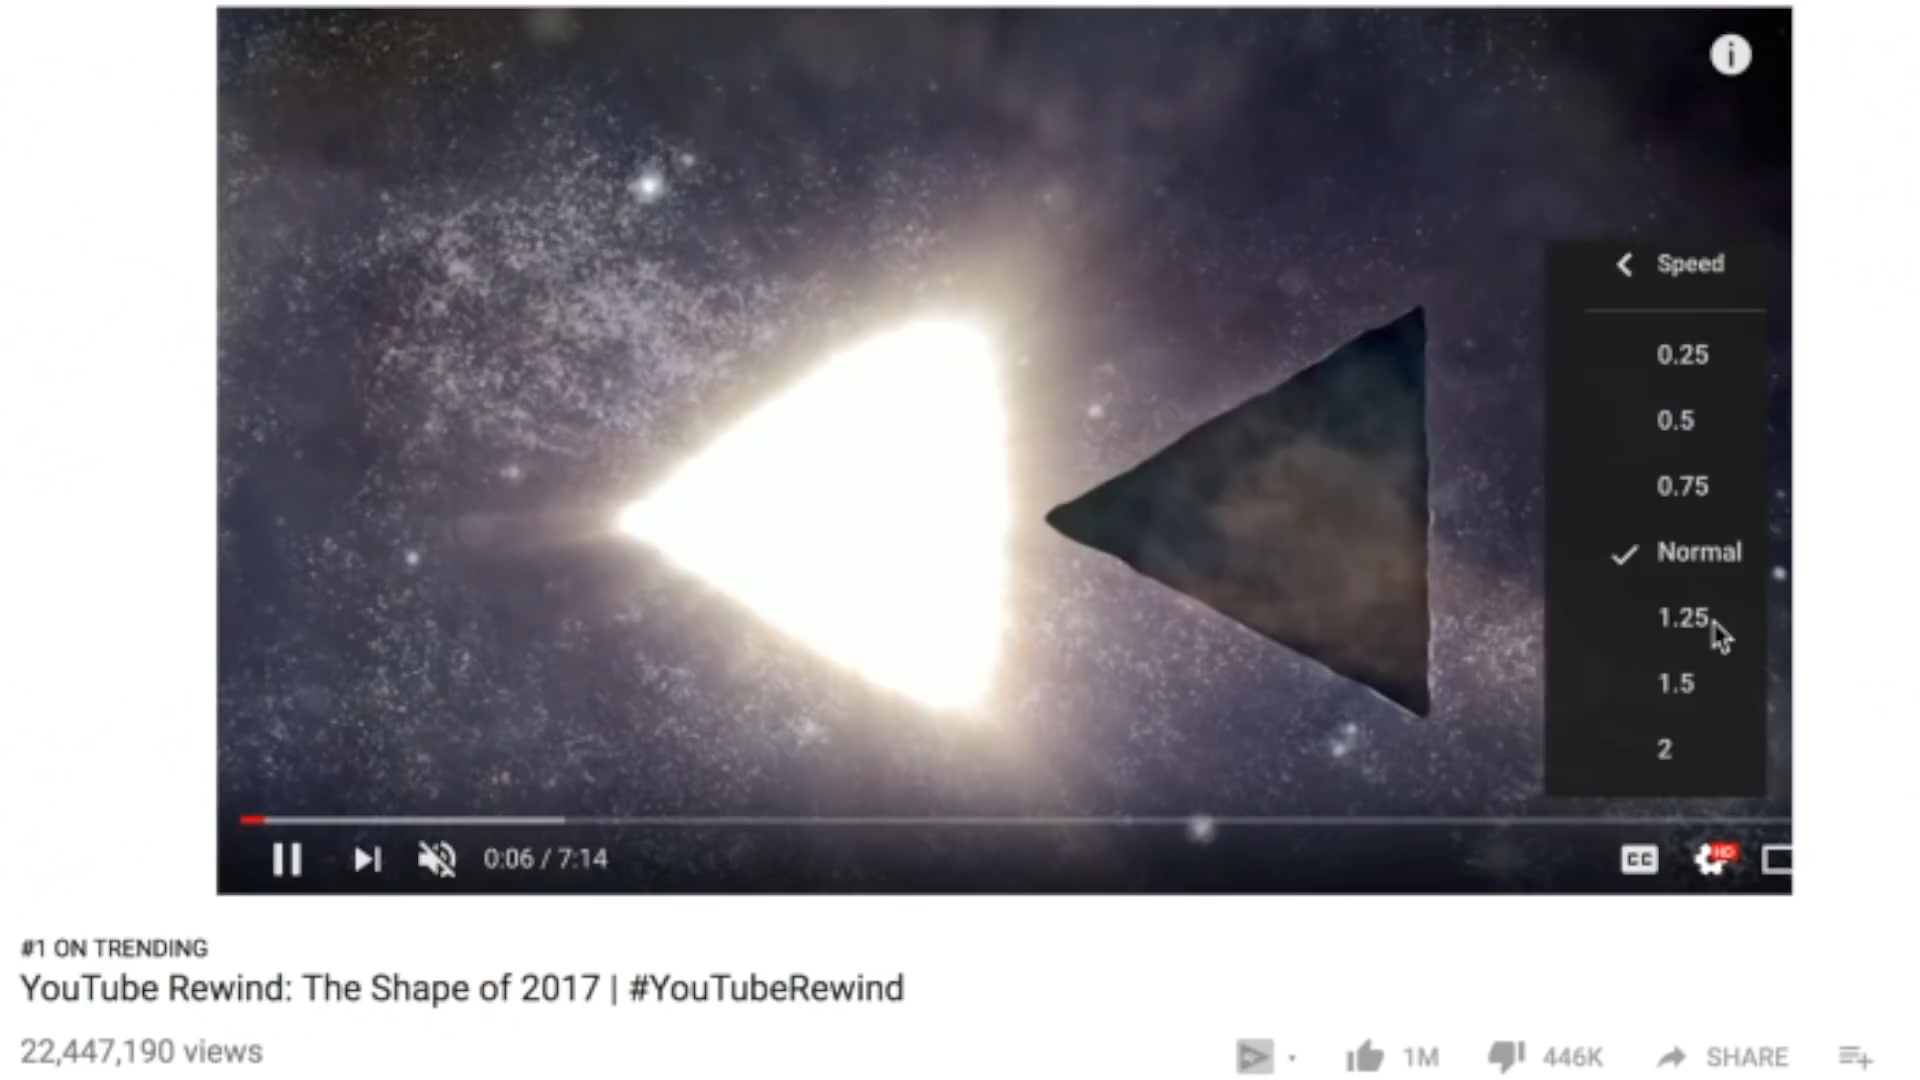 Speed
0.25
0.5
0.75
Normal
1.25
1.5
2
0:06 / 7:14
CC
HD
#1 ON TRENDING
YouTube Rewind: The Shape of 2017 | #YouTubeRewind
22,447,190 views
1M
446K
SHARE